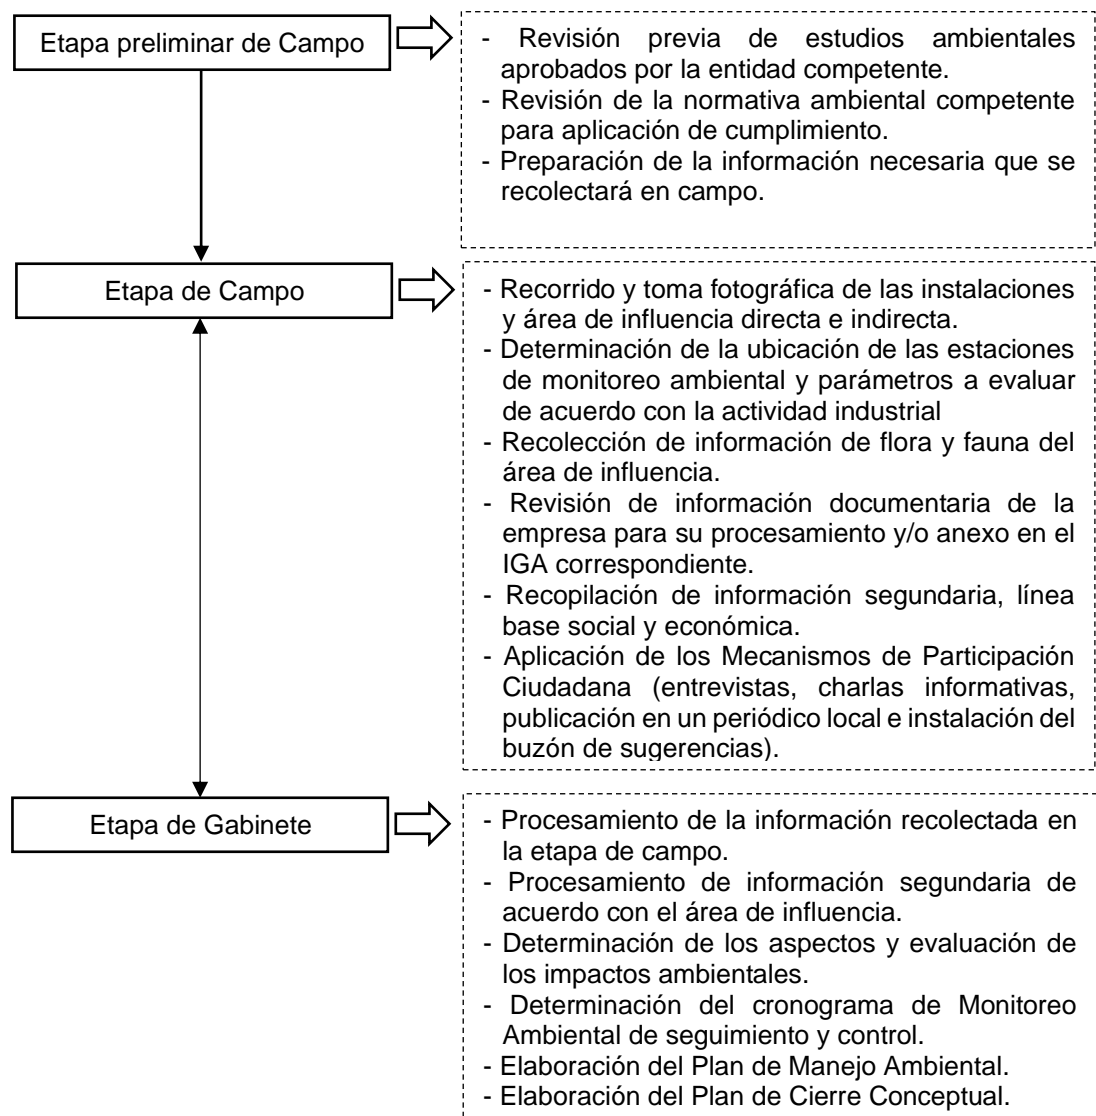 Etapa preliminar de Campo
- Revisión previa de estudios ambientales
aprobados por la entidad competente.
- Revisión de la normativa ambiental competente
para aplicación de cumplimiento.
- Preparación de la información necesaria que se
recolectará en campo.
Etapa de Campo
- Recorrido y toma fotográfica de las instalaciones
y área de influencia directa e indirecta.
- Determinación de la ubicación de las estaciones
de monitoreo ambiental y parámetros a evaluar
de acuerdo con la actividad industrial
- Recolección de información de flora y fauna del
área de influencia.
- Revisión de información documentaria de la
empresa para su procesamiento y/o anexo en el
IGA correspondiente.
- Recopilación de información segundaria, línea
base social y económica.
- Aplicación de los Mecanismos de Participación
Ciudadana (entrevistas, charlas informativas,
publicación en un periódico local e instalación del
buzón de sugerencias).
Etapa de Gabinete
- Procesamiento de la información recolectada en
la etapa de campo.
- Procesamiento de información segundaria de
acuerdo con el área de influencia.
- Determinación de los aspectos y evaluación de
los impactos ambientales.
- Determinación del cronograma de Monitoreo
Ambiental de seguimiento y control.
- Elaboración del Plan de Manejo Ambiental.
- Elaboración del Plan de Cierre Conceptual.